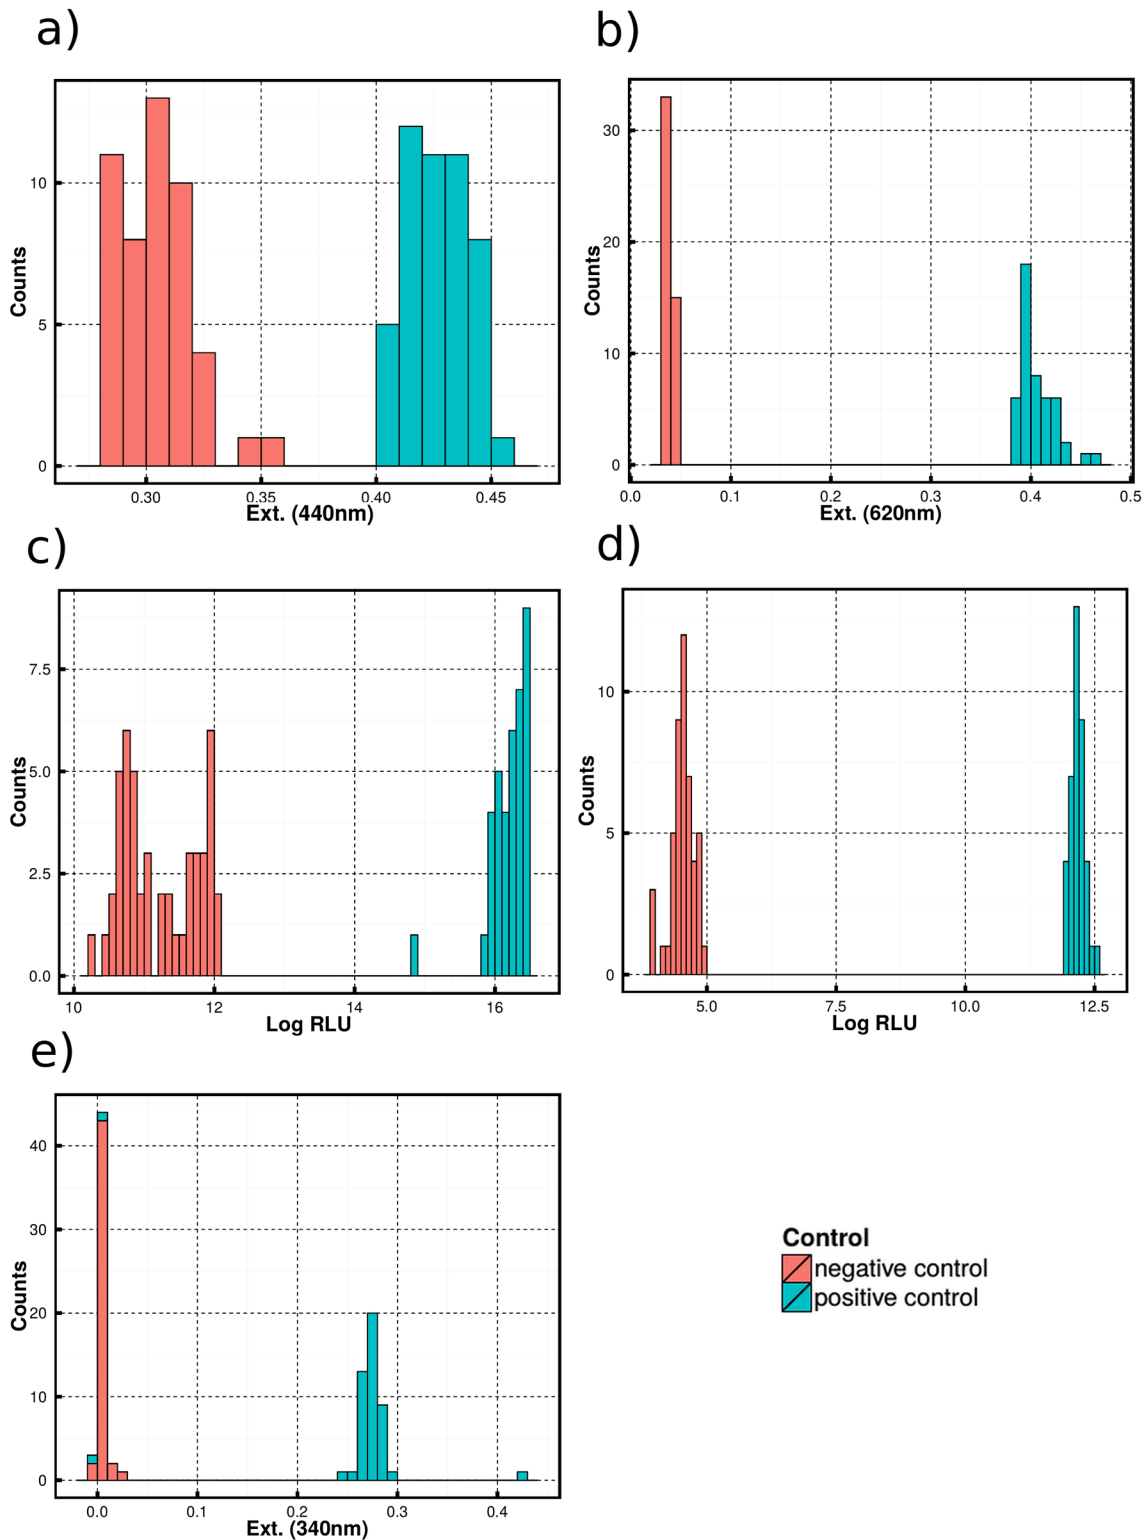 a)
10
5
0
Counts
0.30 0.35 0.40 0.45
Ext. (440nm)
b)
30
20
10
0
Counts
0.0 0.1 0.2 0.3 0.4 0.5
Ext. (620nm)
c)
7.5
5.0
2.5
0.0
Counts
10 12 14 16
Log RLU
d)
10
5
0
Counts
5.0 7.5 10.0 12.5
Log RLU
e)
40
30
20
10
0
Counts
0.0 0.1 0.2 0.3 0.4
Ext. (340nm)
Control
negative control
positive control